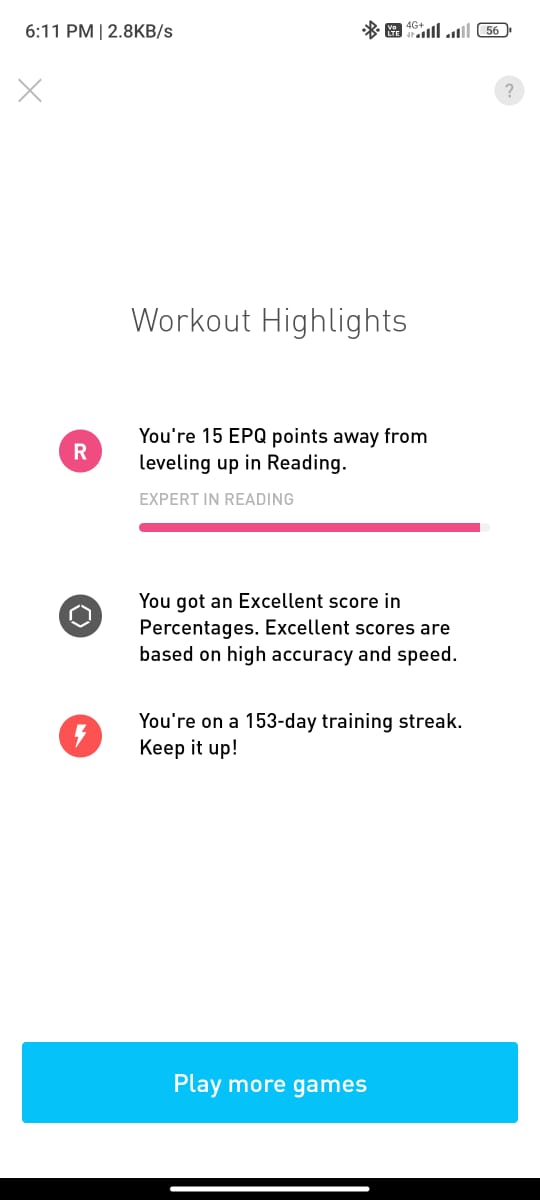 6:11 PM | 2.8KB/s
Vo LTE 4G+ 56
?
Workout Highlights
R
You're 15 EPQ points away from
leveling up in Reading.
EXPERT IN READING
You got an Excellent score in
Percentages. Excellent scores are
based on high accuracy and speed.
You're on a 153-day training streak.
Keep it up!
Play more games